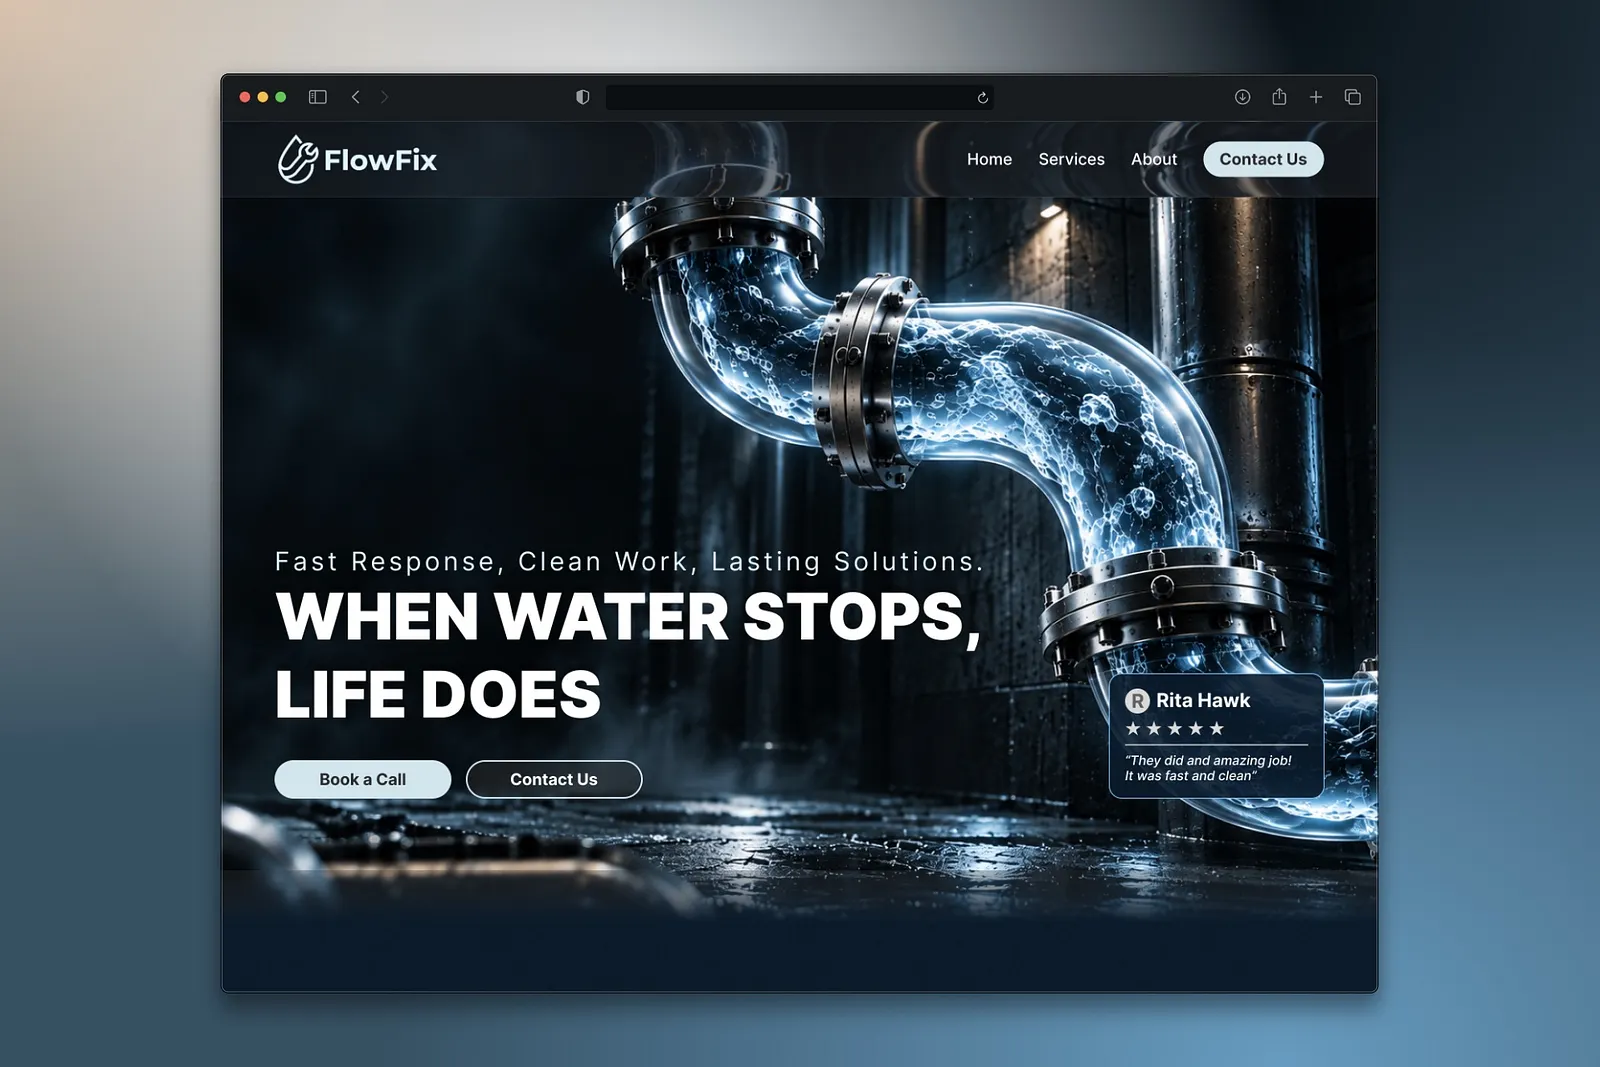 FlowFix
Home Services About Contact Us
Fast Response, Clean Work, Lasting Solutions.
WHEN WATER STOPS,
LIFE DOES
Book a Call Contact Us
R Rita Hawk
“They did and amazing job!
It was fast and clean“